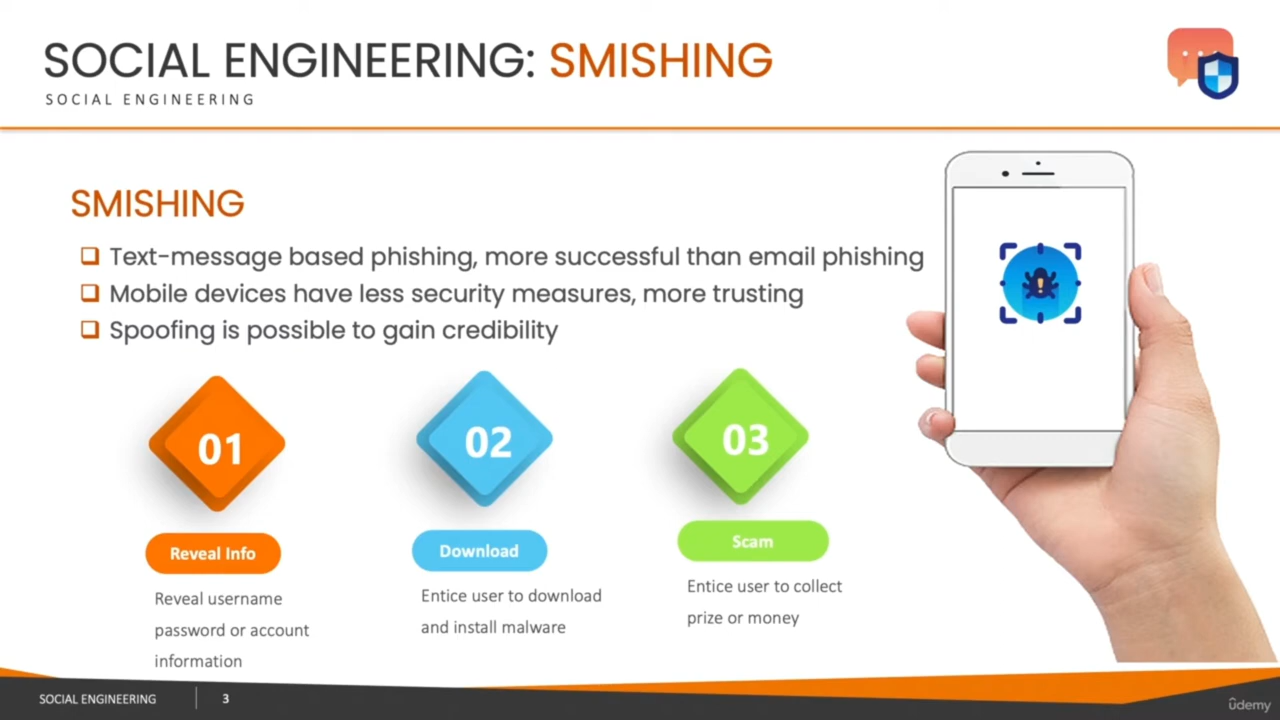 SOCIAL ENGINEERING: SMISHING
SOCIAL ENGINEERING
SMISHING
Text-message based phishing, more successful than email phishing
Mobile devices have less security measures, more trusting
Spoofing is possible to gain credibility
01
02
03
Reveal Info
Download
Scam
Reveal username
password or account
information
Entice user to download
and install malware
Entice user to collect
prize or money
SOCIAL ENGINEERING
3
udemy